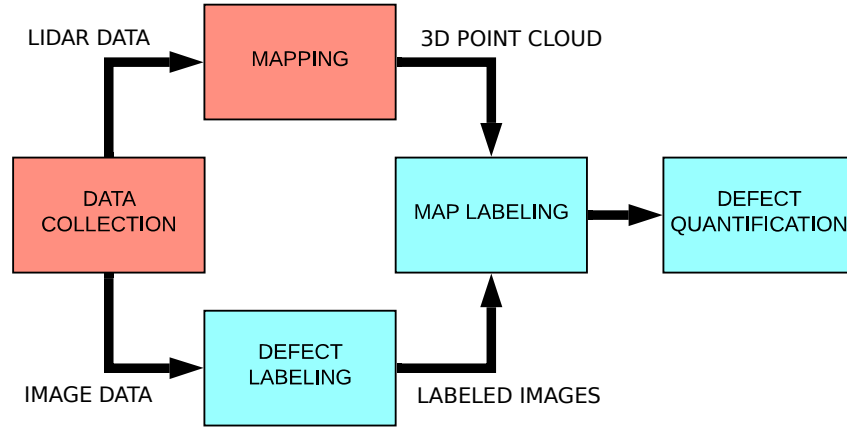 LIDAR DATA
MAPPING
3D POINT CLOUD
DATA
COLLECTION
MAP LABELING
DEFECT
QUANTIFICATION
DEFECT
LABELING
IMAGE DATA
LABELED IMAGES